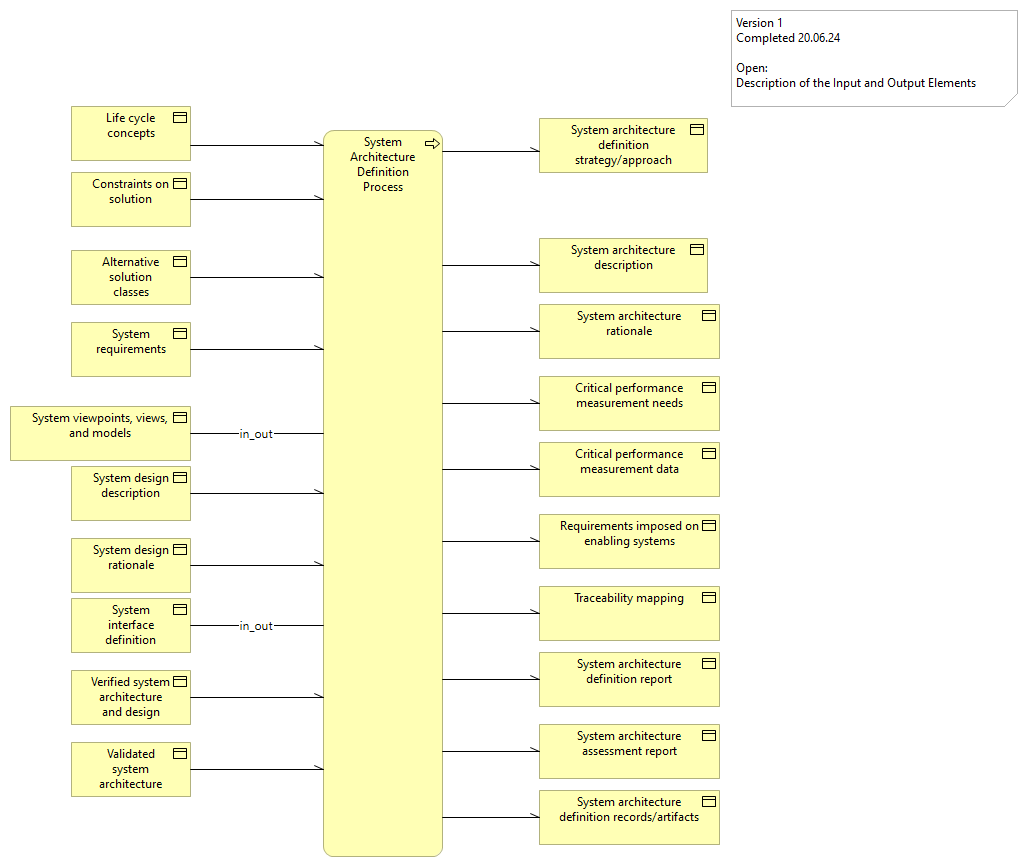 Version 1
Completed 20.06.24
Open:
Description of the Input and Output Elements
Life cycle
concepts
Constraints on
solution
Alternative
solution
classes
System
requirements
System viewpoints, views,
and models
in_out
System design
description
System design
rationale
System
interface
definition
in_out
Verified system
architecture
and design
Validated
system
architecture
System
Architecture
Definition
Process
System architecture
definition
strategy/approach
System architecture
description
System architecture
rationale
Critical performance
measurement needs
Critical performance
measurement data
Requirements imposed on
enabling systems
Traceability mapping
System architecture
definition report
System architecture
assessment report
System architecture
definition records/artifacts